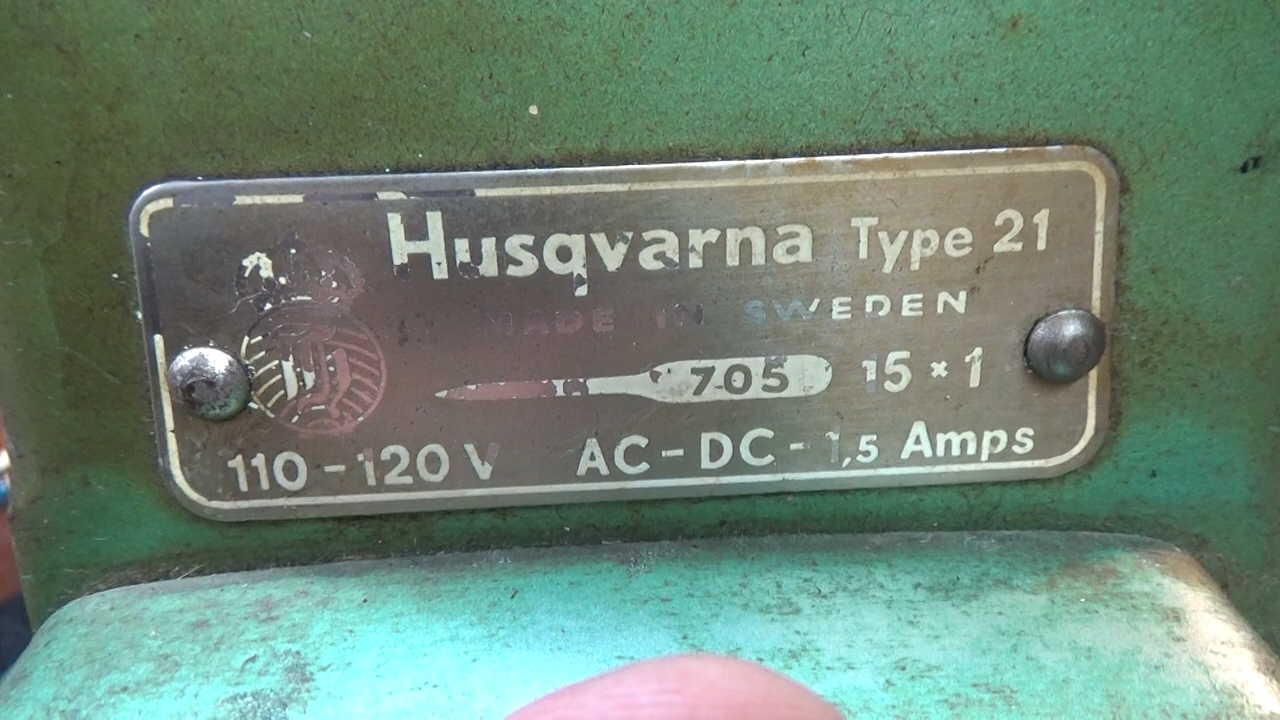 Husqvarna Type 21
MADE IN SWEDEN
705 15 × 1
110 - 120 V AC - DC - 1,5 Amps